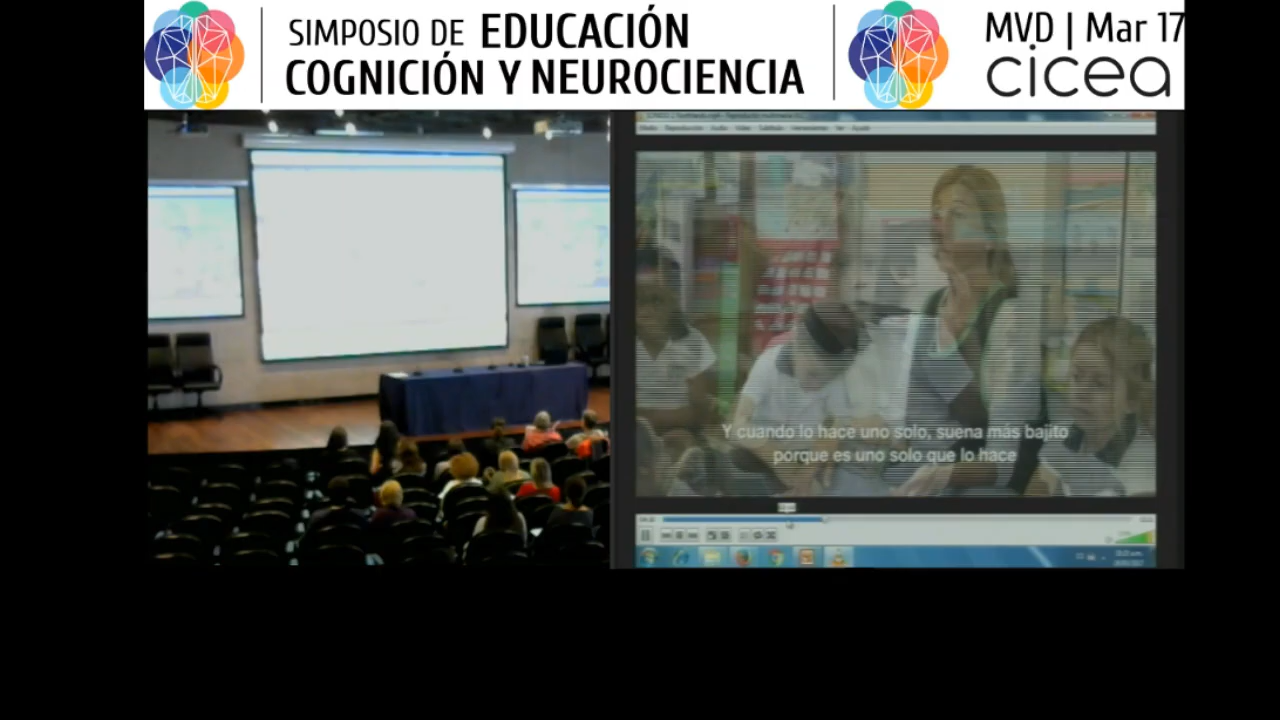 SIMPOSIO DE EDUCACIÓN
COGNICIÓN Y NEUROCIENCIA
MVD | Mar 17
cicea
Y cuando lo hace uno solo, suena más bajito
porque es uno solo que lo hace